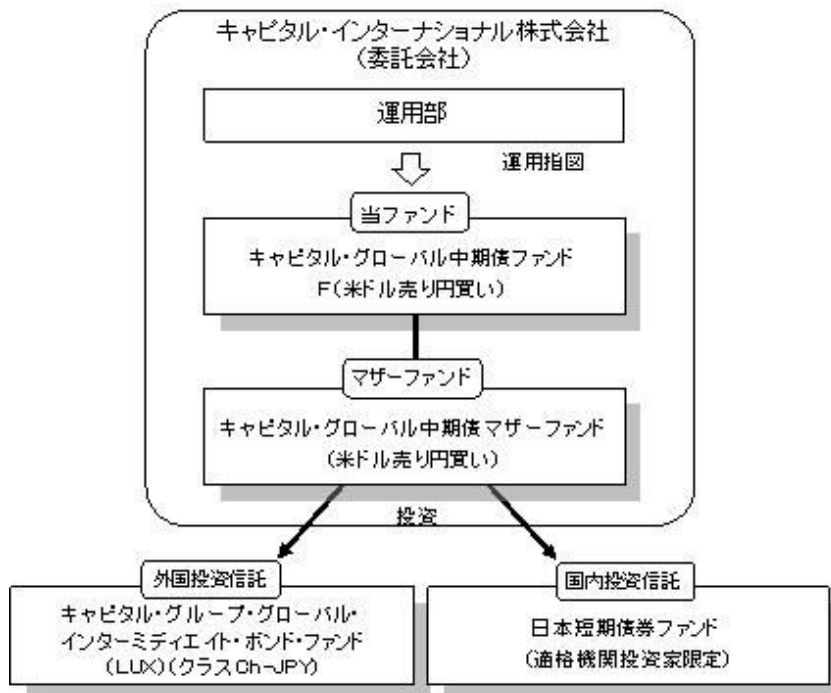 キャピタル・インターナショナル株式会社
（委託会社）
運用部
運用指図
当ファンド
キャピタル・グローバル中期債ファンド
F（米ドル売り円買い）
マザーファンド
キャピタル・グローバル中期債マザーファンド
（米ドル売り円買い）
投資
外国投資信託
キャピタル・グループ・グローバル・
インターミディエイト・ボンド・ファンド
（LUX）（クラスCh-JPY）
国内投資信託
日本短期債券ファンド
（適格機関投資家限定）